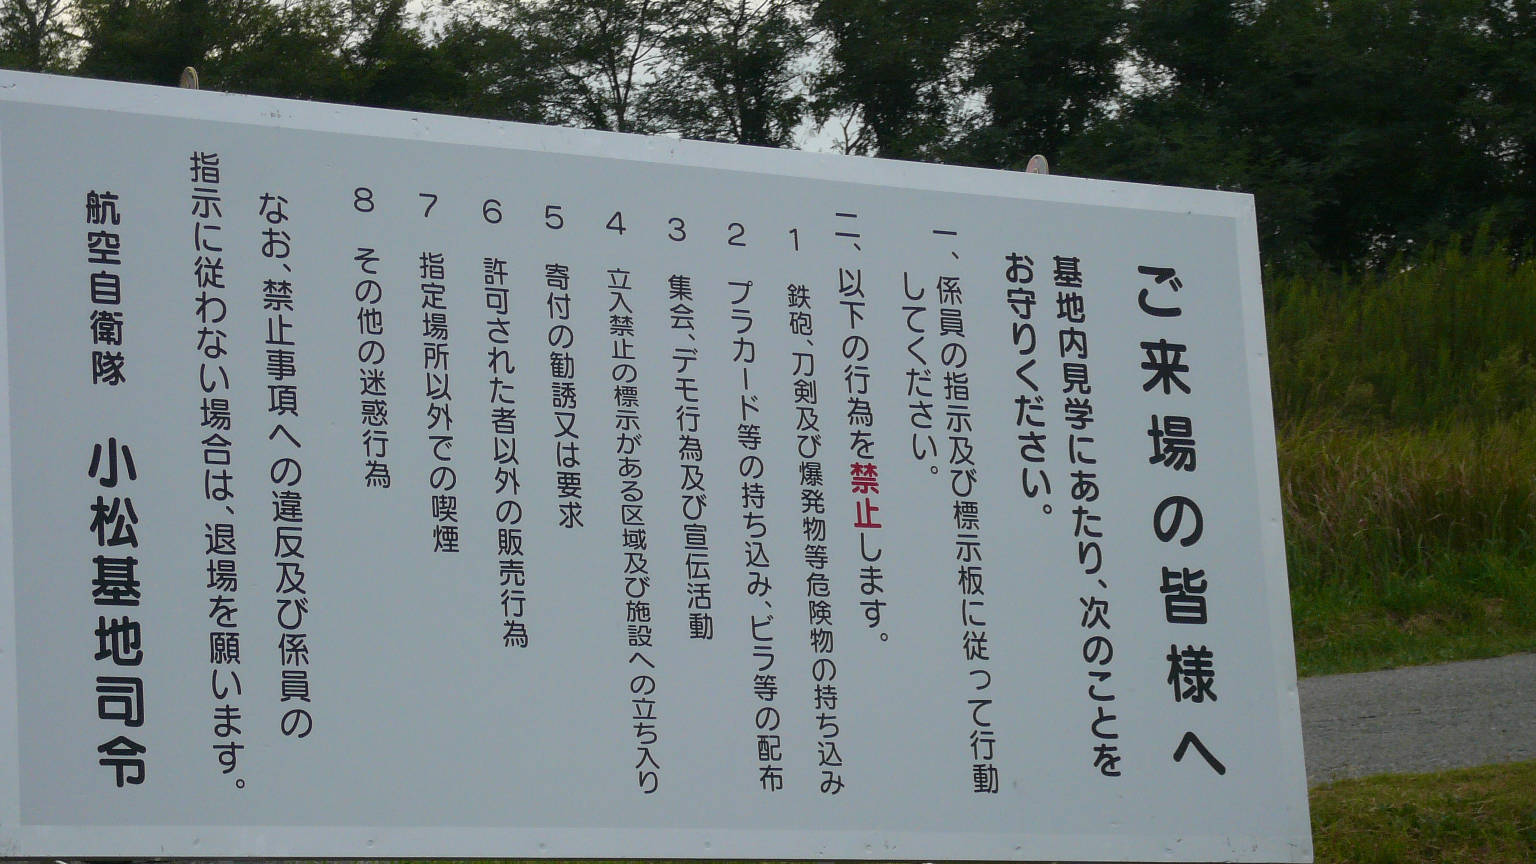 ご来場の皆様へ
基地内見学にあたり、次のことを
お守りください。
一、係員の指示及び標示板に従って行動
してください。
二、以下の行為を禁止します。
1 鉄砲、刀剣及び爆発物等危険物の持ち込み
2 プラカード等の持ち込み、ビラ等の配布
3 集会、デモ行為及び宣伝活動
4 立入禁止の標示がある区域及び施設への立ち入り
5 寄付の勧誘又は要求
6 許可された者以外の販売行為
7 指定場所以外での喫煙
8 その他の迷惑行為
なお、禁止事項への違反及び係員の
指示に従わない場合は、退場を願います。
航空自衛隊 小松基地司令